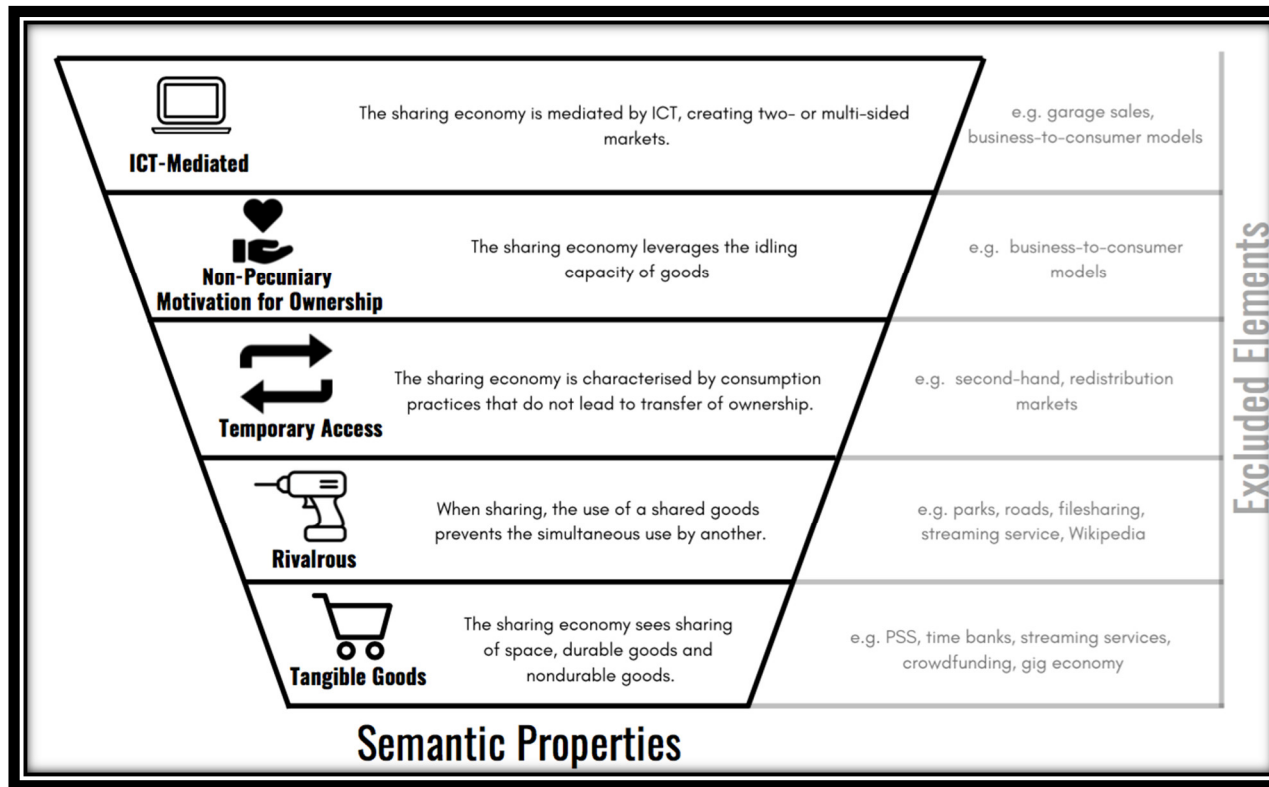 ICT-Mediated
The sharing economy is mediated by ICT, creating two- or multi-sided
markets.
e.g. garage sales,
business-to-consumer models
Non-Pecuniary
Motivation for Ownership
The sharing economy leverages the idling
capacity of goods
e.g. business-to-consumer
models
Temporary Access
The sharing economy is characterised by consumption
practices that do not lead to transfer of ownership.
e.g. second-hand, redistribution
markets
Rivalrous
When sharing, the use of a shared goods
prevents the simultaneous use by another.
e.g. parks, roads, filesharing,
streaming service, Wikipedia
Tangible Goods
The sharing economy sees sharing
of space, durable goods and
nondurable goods.
e.g. PSS, time banks, streaming services,
crowdfunding, gig economy
Excluded Elements
Semantic Properties